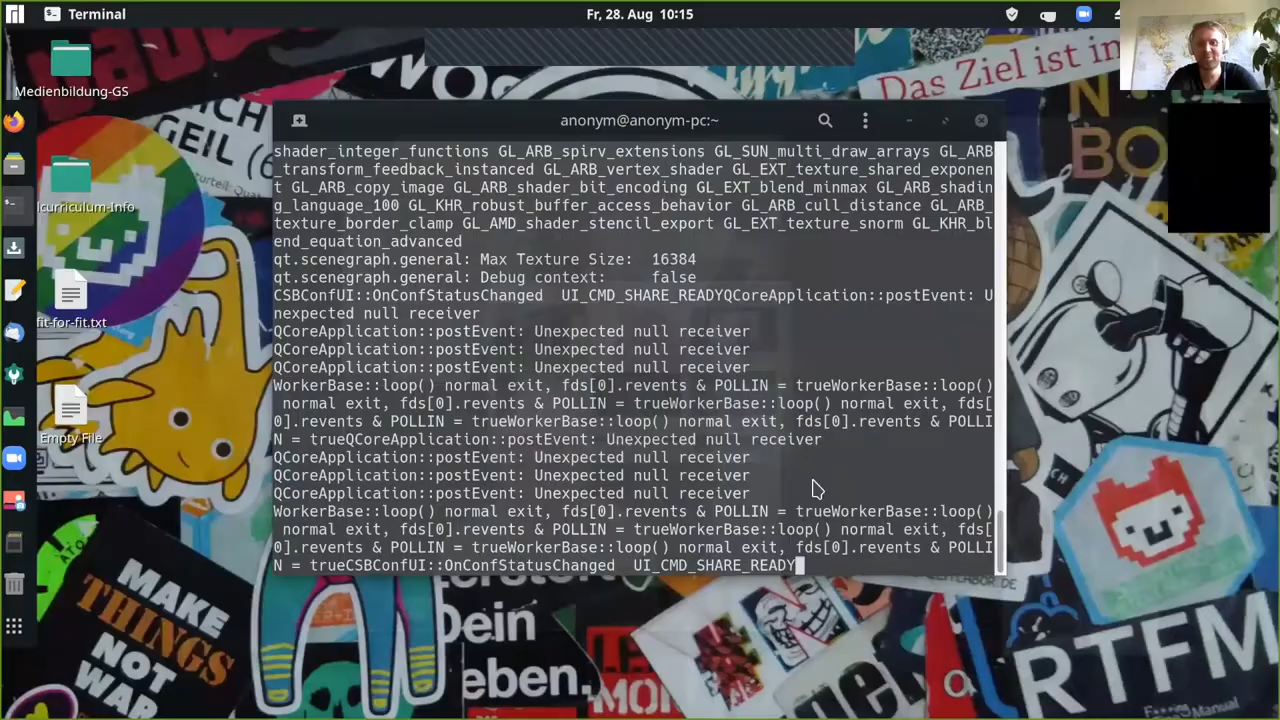 Terminal
Fr, 28. Aug  10:15
Medienbildung-GS
lcurriculum-Info
fit-for-fit.txt
Empty File
anonym@anonym-pc:~
shader_integer_functions GL_ARB_spirv_extensions GL_SUN_multi_draw_arrays GL_ARB
_transform_feedback_instanced GL_ARB_vertex_shader GL_EXT_texture_shared_exponen
t GL_ARB_copy_image GL_ARB_shader_bit_encoding GL_EXT_blend_minmax GL_ARB_shadin
g_language_100 GL_KHR_robust_buffer_access_behavior GL_ARB_cull_distance GL_ARB_
texture_border_clamp GL_AMD_shader_stencil_export GL_EXT_texture_snorm GL_KHR_bl
end_equation_advanced
qt.scenegraph.general: Max Texture Size:  16384
qt.scenegraph.general: Debug context:     false
CSBConfUI::OnConfStatusChanged  UI_CMD_SHARE_READYQCoreApplication::postEvent: U
nexpected null receiver
QCoreApplication::postEvent: Unexpected null receiver
QCoreApplication::postEvent: Unexpected null receiver
QCoreApplication::postEvent: Unexpected null receiver
WorkerBase::loop() normal exit, fds[0].revents & POLLIN = trueWorkerBase::loop()
 normal exit, fds[0].revents & POLLIN = trueWorkerBase::loop() normal exit, fds[
0].revents & POLLIN = trueWorkerBase::loop() normal exit, fds[0].revents & POLLI
N = trueQCoreApplication::postEvent: Unexpected null receiver
QCoreApplication::postEvent: Unexpected null receiver
QCoreApplication::postEvent: Unexpected null receiver
QCoreApplication::postEvent: Unexpected null receiver
WorkerBase::loop() normal exit, fds[0].revents & POLLIN = trueWorkerBase::loop()
 normal exit, fds[0].revents & POLLIN = trueWorkerBase::loop() normal exit, fds[
0].revents & POLLIN = trueWorkerBase::loop() normal exit, fds[0].revents & POLLI
N = trueCSBConfUI::OnConfStatusChanged  UI_CMD_SHARE_READY
Das Ziel ist im
GEIL
MAKE
THINGS
NOT
WAR
Dein
eben.
RTFM